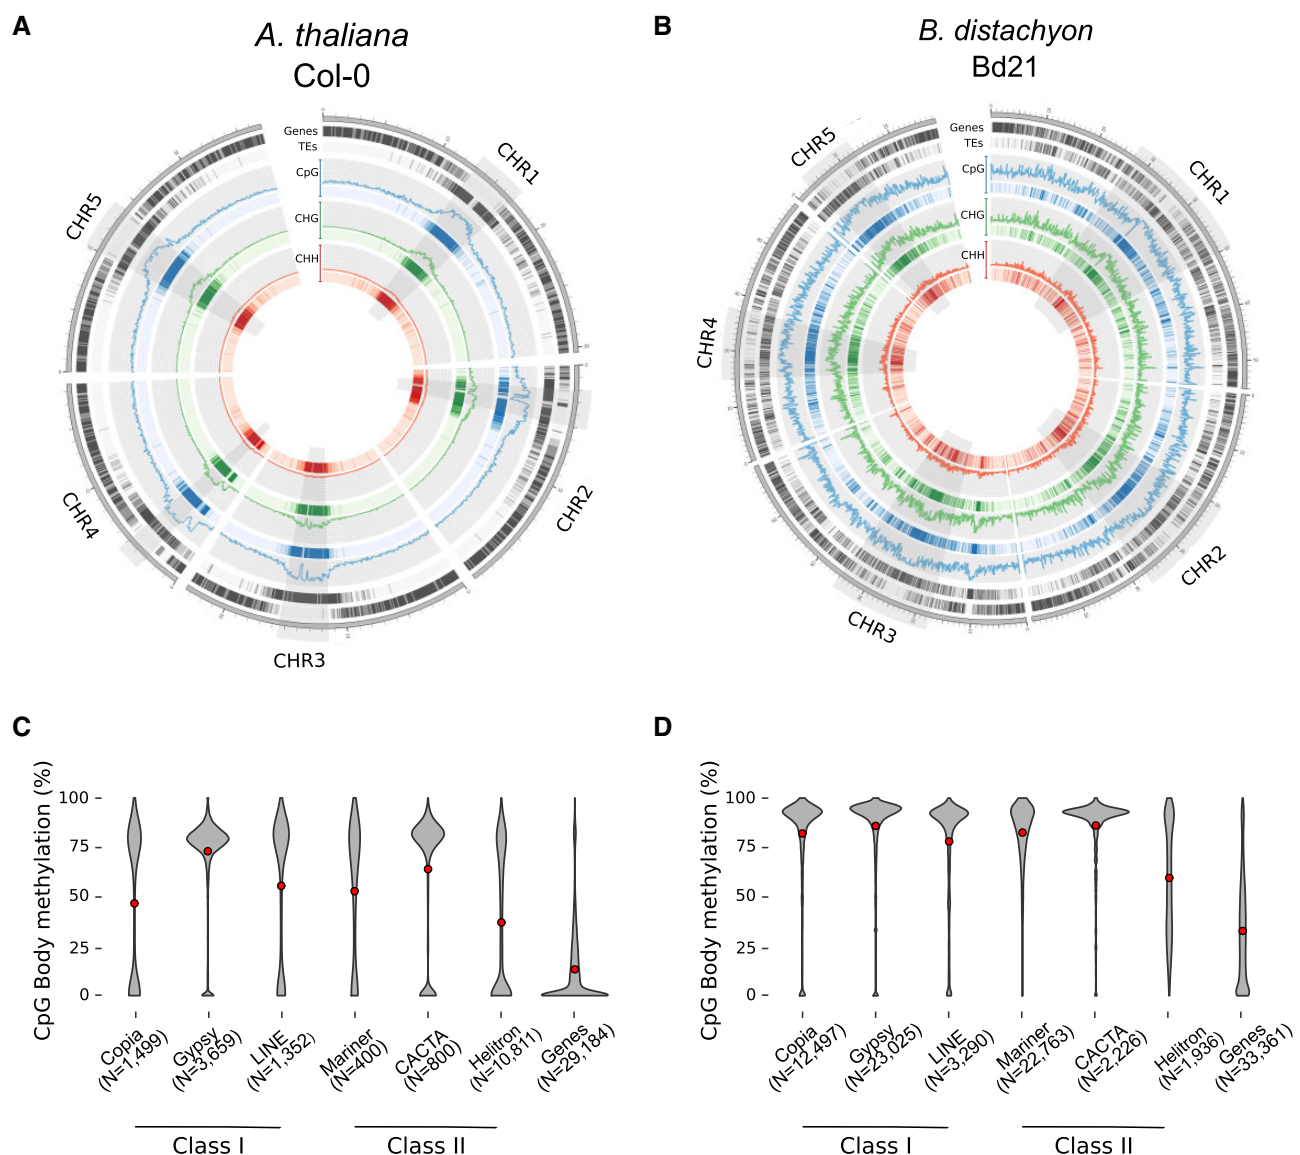 A
A. thaliana
Col-0
Genes
TEs
CpG
CHG
CHH
CHR1
CHR2
CHR3
CHR4
CHR5
B
B. distachyon
Bd21
Genes
TEs
CpG
CHG
CHH
CHR1
CHR2
CHR3
CHR4
CHR5
C
CpG Body methylation (%)
100
75
50
25
0
Copia
(N=1,499)
Gypsy
(N=3,659)
LINE
(N=1,352)
Mariner
(N=400)
CACTA
(N=800)
Helitron
(N=10,811)
Genes
(N=29,184)
Class I
Class II
D
CpG Body methylation (%)
100
75
50
25
0
Copia
(N=12,497)
Gypsy
(N=23,025)
LINE
(N=3,290)
Mariner
(N=22,763)
CACTA
(N=2,226)
Helitron
(N=1,936)
Genes
(N=33,361)
Class I
Class II